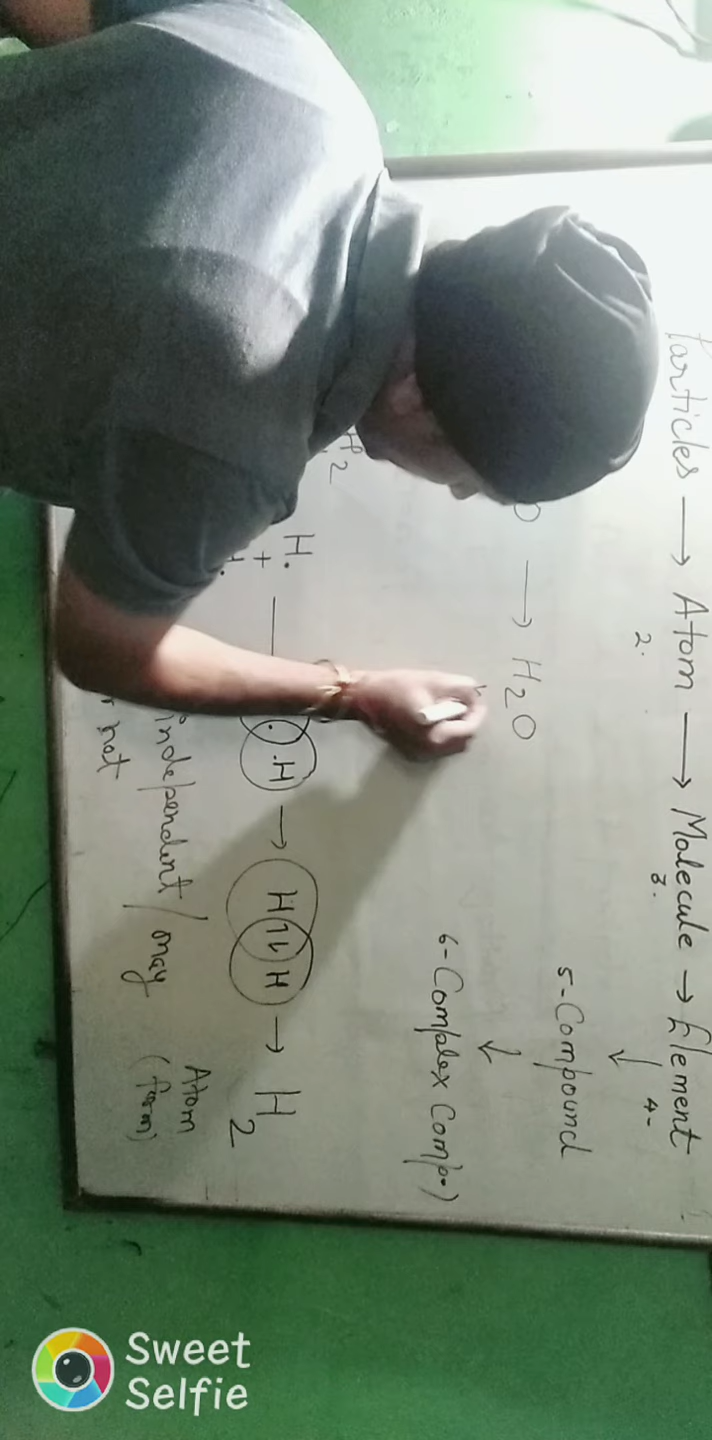 Particles → Atom → Molecule → Element
2. 3. 4-
↓
5-Compound
→ H2O
↓
6-Complex Comp.)
H2
H. + H. → .H → H1lH → H2
independent / may
not
Atom
(form)
Sweet
Selfie